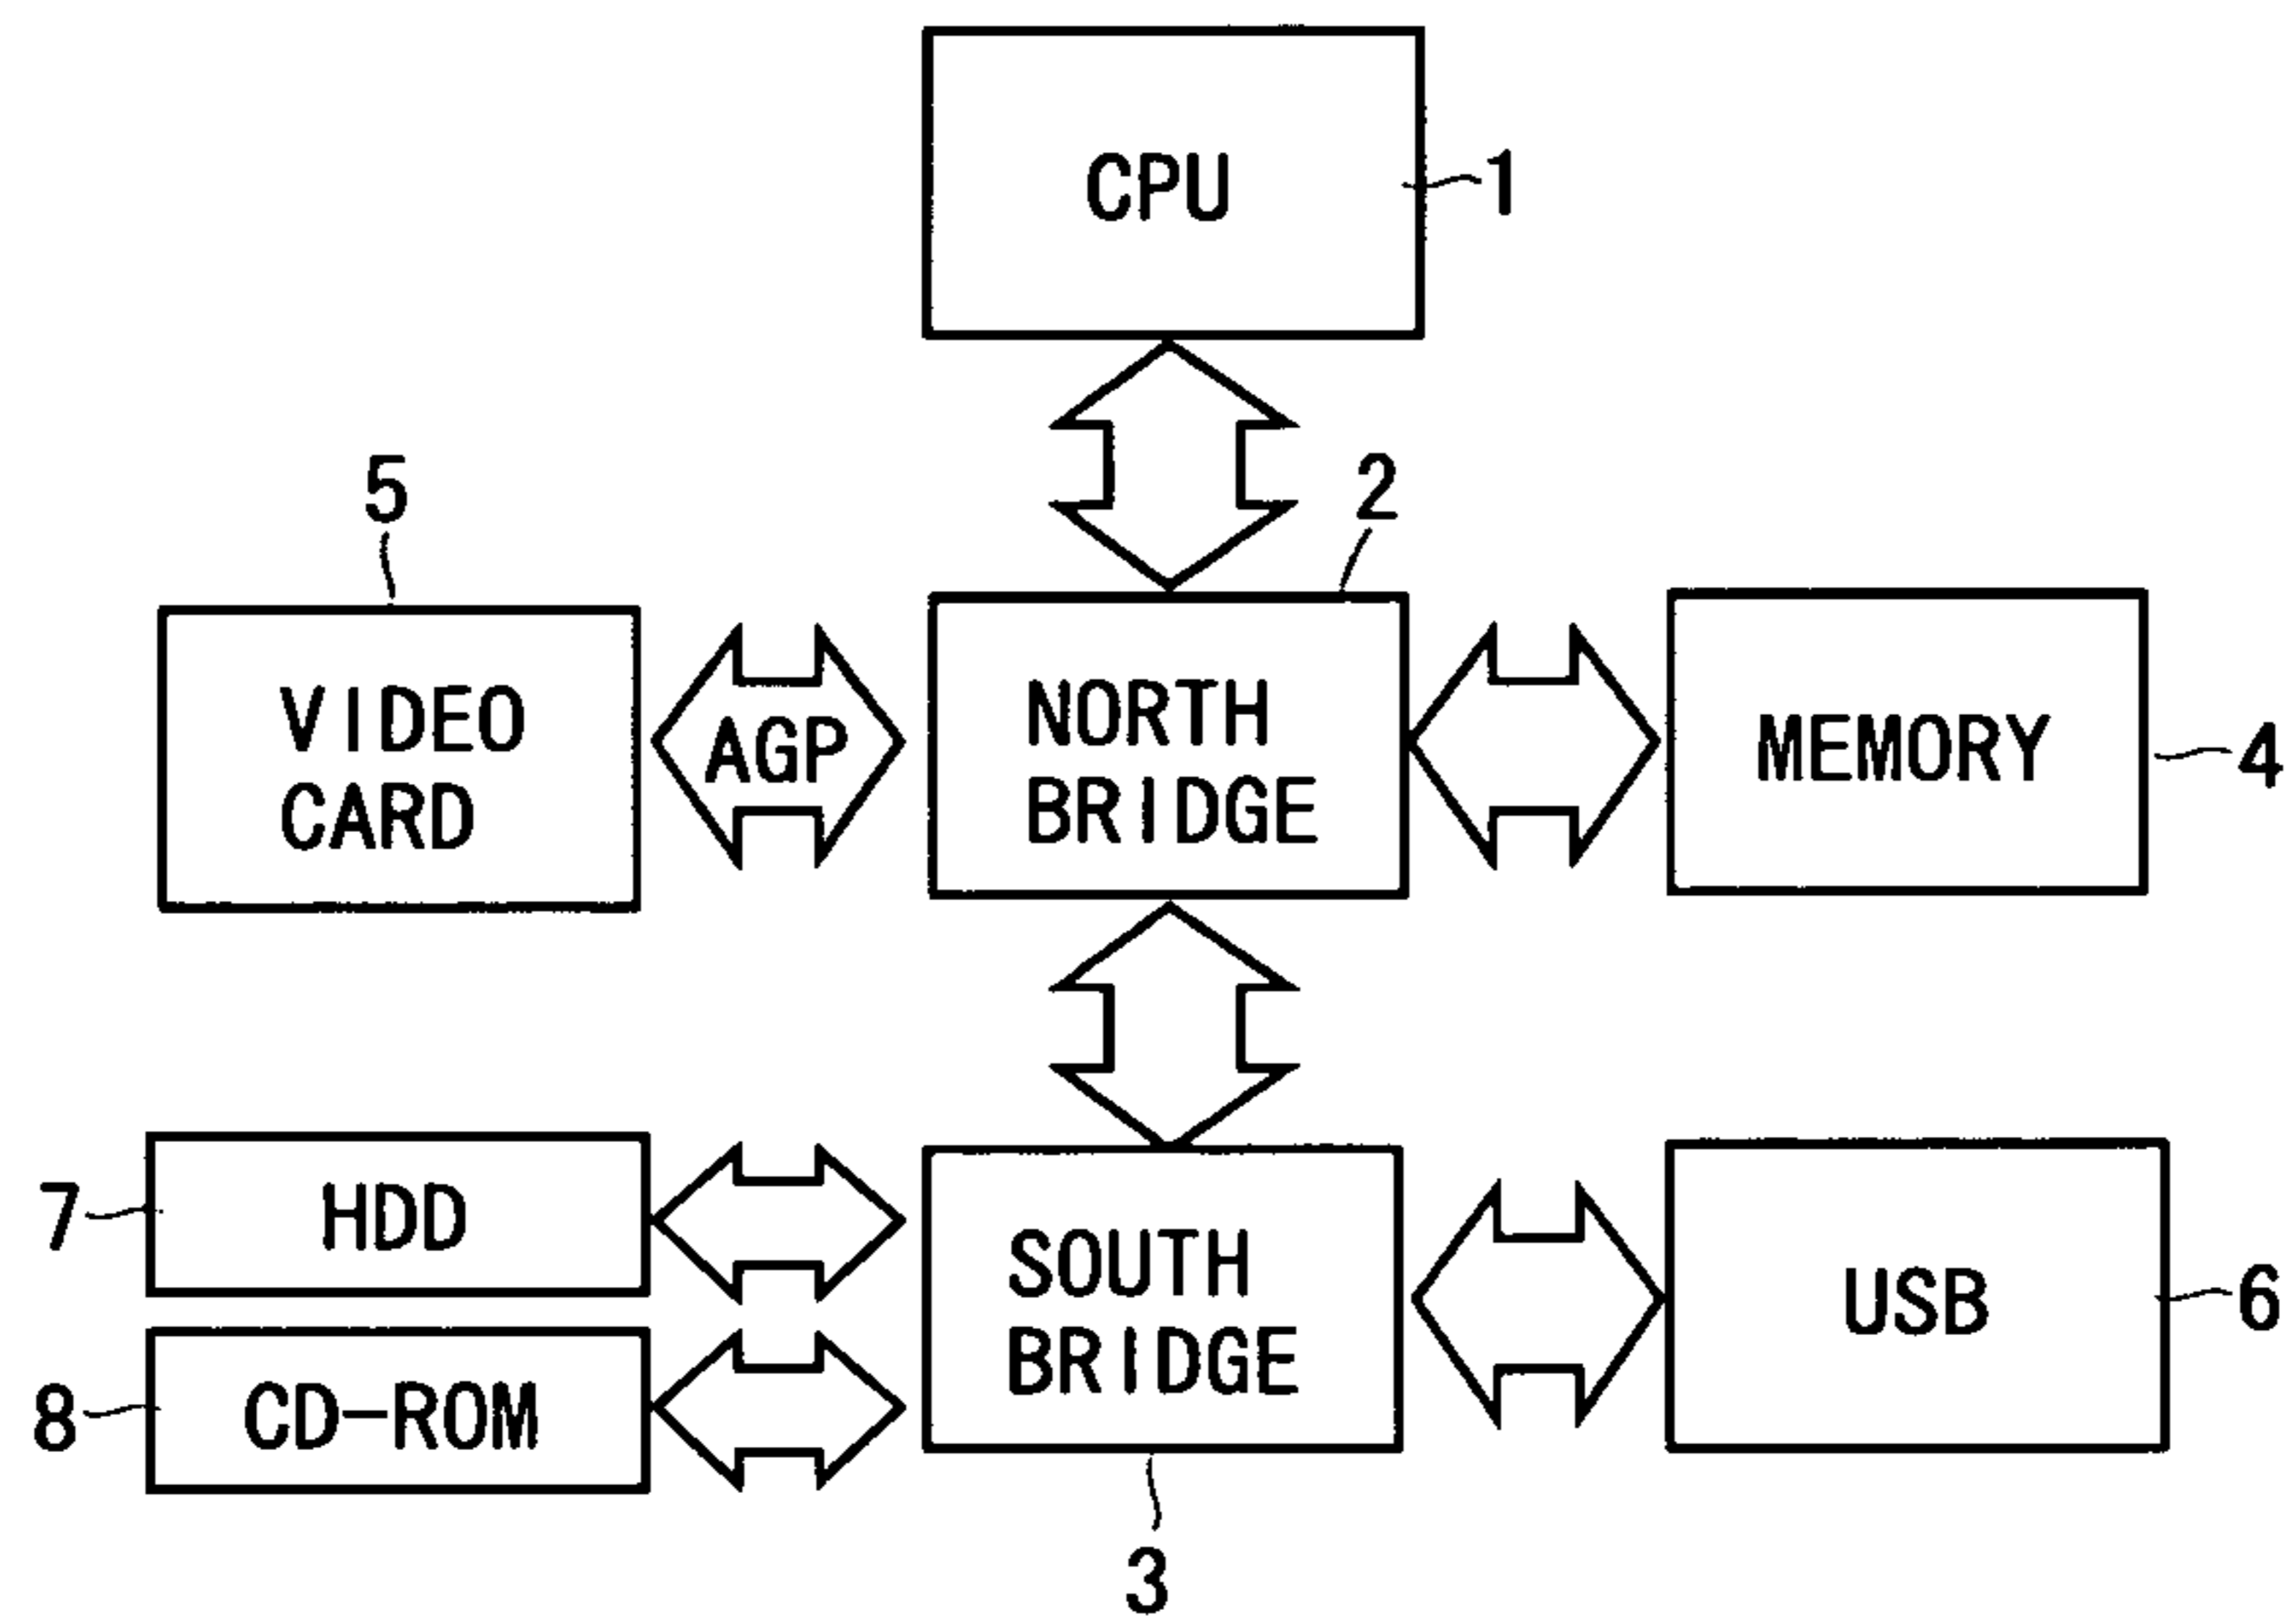 CPU
1
5
2
VIDEO
CARD
AGP
NORTH
BRIDGE
MEMORY
4
7
HDD
SOUTH
BRIDGE
USB
6
8
CD-ROM
3